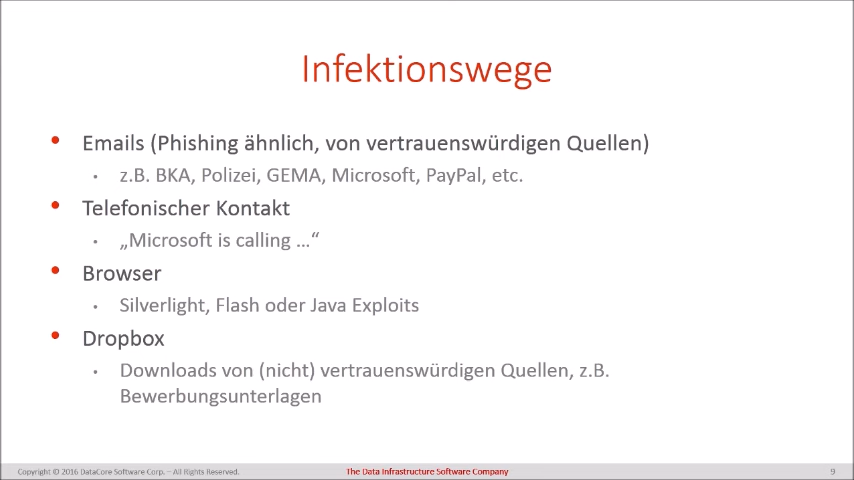 Infektionswege
• Emails (Phishing ähnlich, von vertrauenswürdigen Quellen)
• z.B. BKA, Polizei, GEMA, Microsoft, PayPal, etc.
• Telefonischer Kontakt
• „Microsoft is calling …“
• Browser
• Silverlight, Flash oder Java Exploits
• Dropbox
• Downloads von (nicht) vertrauenswürdigen Quellen, z.B.
Bewerbungsunterlagen
Copyright © 2016 DataCore Software Corp. – All Rights Reserved.
The Data Infrastructure Software Company
9